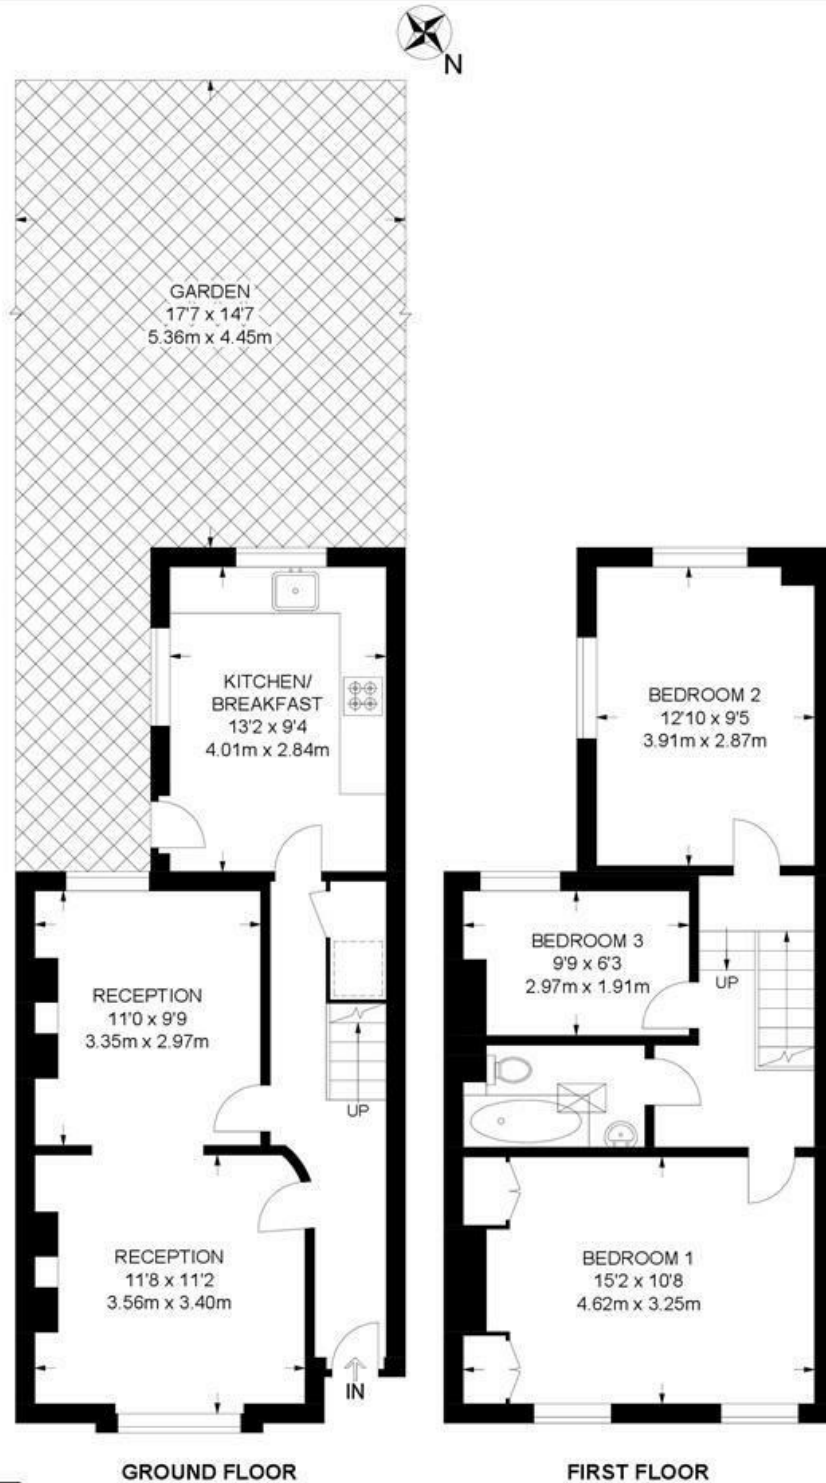 N
GARDEN
17'7 x 14'7
5.36m x 4.45m
KITCHEN/
BREAKFAST
13'2 x 9'4
4.01m x 2.84m
RECEPTION
11'0 x 9'9
3.35m x 2.97m
UP
RECEPTION
11'8 x 11'2
3.56m x 3.40m
IN
GROUND FLOOR
BEDROOM 2
12'10 x 9'5
3.91m x 2.87m
BEDROOM 3
9'9 x 6'3
2.97m x 1.91m
UP
BEDROOM 1
15'2 x 10'8
4.62m x 3.25m
FIRST FLOOR